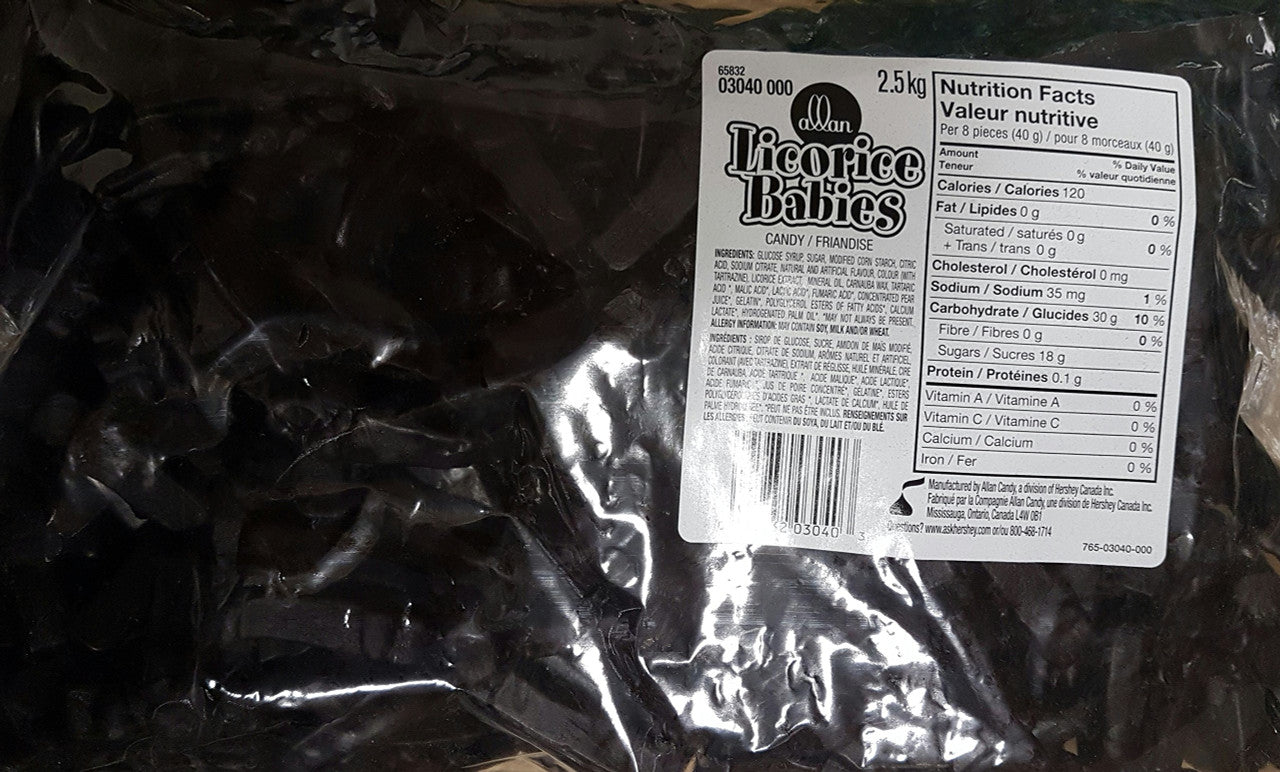 65832
03040 000
2.5 kg
allan
Licorice
Babies
CANDY / FRIANDISE
INGREDIENTS: GLUCOSE SYRUP, SUGAR, MODIFIED CORN STARCH, CITRIC
ACID, SODIUM CITRATE, NATURAL AND ARTIFICIAL FLAVOUR, COLOUR (WITH
TARTRAZINE), LICORICE EXTRACT, MINERAL OIL, CARNAUBA WAX, TARTARIC
ACID*, MALIC ACID*, LACTIC ACID*, FUMARIC ACID*, CONCENTRATED PEAR
JUICE*, GELATIN*, POLYGLYCEROL ESTERS OF FATTY ACIDS*, CALCIUM
LACTATE*, HYDROGENATED PALM OIL*. *MAY NOT ALWAYS BE PRESENT.
ALLERGY INFORMATION: MAY CONTAIN SOY, MILK AND/OR WHEAT.
INGRÉDIENTS : SIROP DE GLUCOSE, SUCRE, AMIDON DE MAÏS MODIFIÉ,
ACIDE CITRIQUE, CITRATE DE SODIUM, ARÔMES NATUREL ET ARTIFICIEL,
COLORANT (AVEC TARTRAZINE), EXTRAIT DE RÉGLISSE, HUILE MINÉRALE, CIRE
DE CARNAUBA, ACIDE TARTRIQUE*, ACIDE MALIQUE*, ACIDE LACTIQUE*,
ACIDE FUMARIQUE*, JUS DE POIRE CONCENTRÉ*, GÉLATINE*, ESTERS
D'ACIDES GRAS*, LACTATE DE CALCIUM*, HUILE DE
PALME *PEUT NE PAS ÊTRE INCLUS. RENSEIGNEMENTS SUR
LES ALLERGIES PEUT CONTENIR DU SOYA, DU LAIT ET/OU DU BLÉ.
2 03040 3
Nutrition Facts
Valeur nutritive
Per 8 pieces (40 g) / pour 8 morceaux (40 g)
Amount % Daily Value
Teneur % valeur quotidienne
Calories / Calories 120
Fat / Lipides 0 g 0 %
Saturated / saturés 0 g
+ Trans / trans 0 g 0 %
Cholesterol / Cholestérol 0 mg
Sodium / Sodium 35 mg 1 %
Carbohydrate / Glucides 30 g 10 %
Fibre / Fibres 0 g 0 %
Sugars / Sucres 18 g
Protein / Protéines 0.1 g
Vitamin A / Vitamine A 0 %
Vitamin C / Vitamine C 0 %
Calcium / Calcium 0 %
Iron / Fer 0 %
Manufactured by Allan Candy, a division of Hershey Canada Inc.
Fabriqué par la Compagnie Allan Candy, une division de Hershey Canada Inc.
Mississauga, Ontario, Canada L4W 0B1
Questions? www.askhershey.com or/ou 800-468-1714
765-03040-000